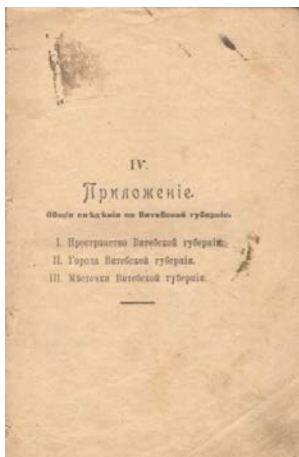 IV.
Приложеніе.
Общія свѣдѣнія по Витебской губерніи.
I. Пространство Витебской губерніи.
II. Города Витебской губерніи.
III. Мѣстечки Витебской губерніи.